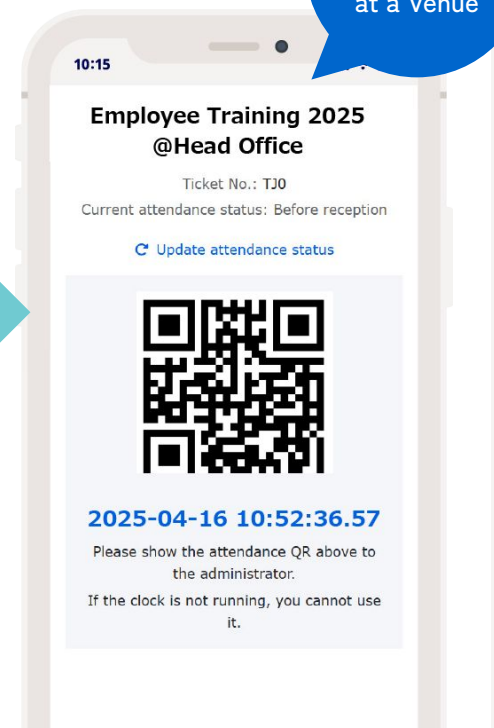 at a Venue
10:15
Employee Training 2025
@Head Office
Ticket No.: TJ0
Current attendance status: Before reception
Update attendance status
2025-04-16 10:52:36.57
Please show the attendance QR above to
the administrator.
If the clock is not running, you cannot use
it.